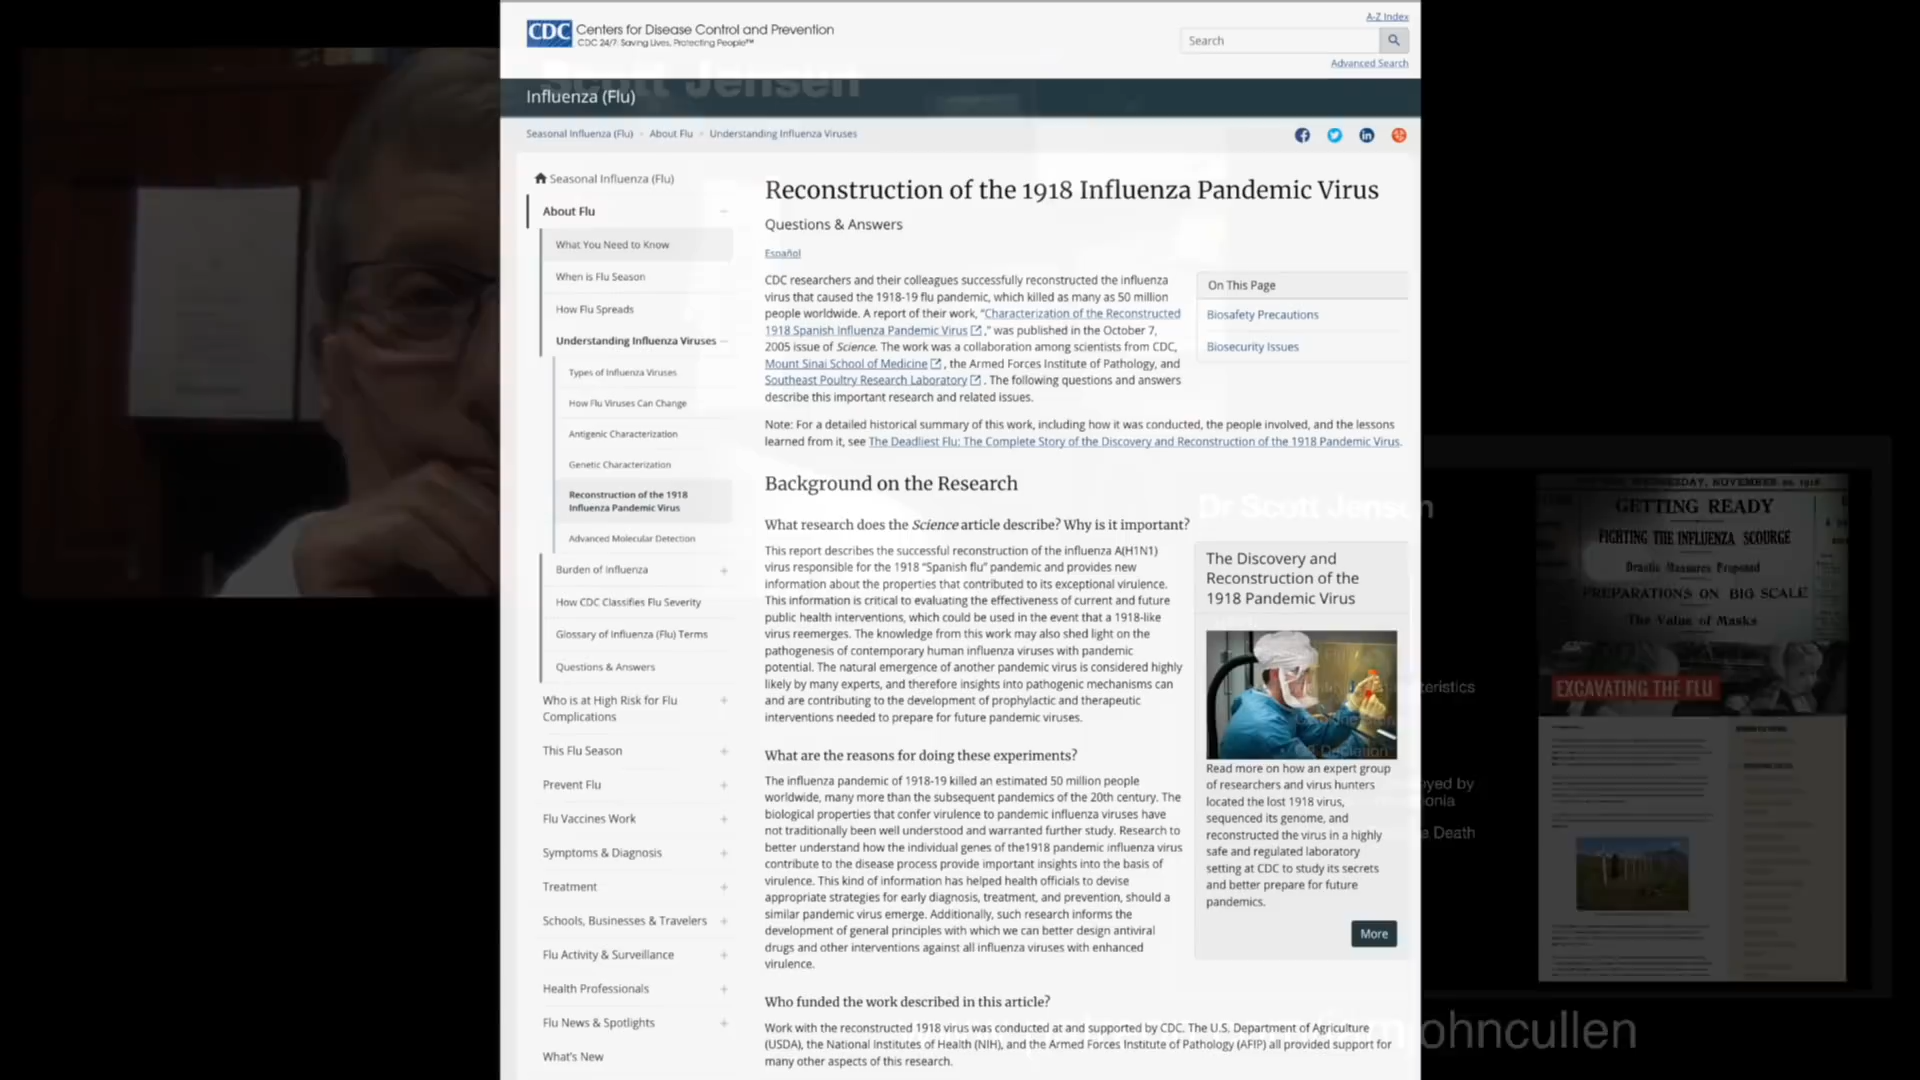 CDC Centers for Disease Control and Prevention
CDC 24/7: Saving Lives, Protecting People™
A-Z Index
Search
Advanced Search
Scott Jensen
Influenza (Flu)
Seasonal Influenza (Flu)
About Flu
Understanding Influenza Viruses
Seasonal Influenza (Flu)
About Flu
What You Need to Know
When is Flu Season
How Flu Spreads
Understanding Influenza Viruses
Types of Influenza Viruses
How Flu Viruses Can Change
Antigenic Characterization
Genetic Characterization
Reconstruction of the 1918
Influenza Pandemic Virus
Advanced Molecular Detection
Burden of Influenza
How CDC Classifies Flu Severity
Glossary of Influenza (Flu) Terms
Questions & Answers
Who is at High Risk for Flu
Complications
This Flu Season
Prevent Flu
Flu Vaccines Work
Symptoms & Diagnosis
Treatment
Schools, Businesses & Travelers
Flu Activity & Surveillance
Health Professionals
Flu News & Spotlights
What's New
Reconstruction of the 1918 Influenza Pandemic Virus
Questions & Answers
Español
CDC researchers and their colleagues successfully reconstructed the influenza
virus that caused the 1918-19 flu pandemic, which killed as many as 50 million
people worldwide. A report of their work, “Characterization of the Reconstructed
1918 Spanish Influenza Pandemic Virus ,” was published in the October 7,
2005 issue of Science. The work was a collaboration among scientists from CDC,
Mount Sinai School of Medicine , the Armed Forces Institute of Pathology, and
Southeast Poultry Research Laboratory . The following questions and answers
describe this important research and related issues.
On This Page
Biosafety Precautions
Biosecurity Issues
Note: For a detailed historical summary of this work, including how it was conducted, the people involved, and the lessons
learned from it, see The Deadliest Flu: The Complete Story of the Discovery and Reconstruction of the 1918 Pandemic Virus.
Background on the Research
Dr Scott Jensen
What research does the Science article describe? Why is it important?
This report describes the successful reconstruction of the influenza A(H1N1)
virus responsible for the 1918 “Spanish flu” pandemic and provides new
information about the properties that contributed to its exceptional virulence.
This information is critical to evaluating the effectiveness of current and future
public health interventions, which could be used in the event that a 1918-like
virus reemerges. The knowledge from this work may also shed light on the
pathogenesis of contemporary human influenza viruses with pandemic
potential. The natural emergence of another pandemic virus is considered highly
likely by many experts, and therefore insights into pathogenic mechanisms can
and are contributing to the development of prophylactic and therapeutic
interventions needed to prepare for future pandemic viruses.
What are the reasons for doing these experiments?
The influenza pandemic of 1918-19 killed an estimated 50 million people
worldwide, many more than the subsequent pandemics of the 20th century. The
biological properties that confer virulence to pandemic influenza viruses have
not traditionally been well understood and warranted further study. Research to
better understand how the individual genes of the1918 pandemic influenza virus
contribute to the disease process provide important insights into the basis of
virulence. This kind of information has helped health officials to devise
appropriate strategies for early diagnosis, treatment, and prevention, should a
similar pandemic virus emerge. Additionally, such research informs the
development of general principles with which we can better design antiviral
drugs and other interventions against all influenza viruses with enhanced
virulence.
Who funded the work described in this article?
Work with the reconstructed 1918 virus was conducted at and supported by CDC. The U.S. Department of Agriculture
(USDA), the National Institutes of Health (NIH), and the Armed Forces Institute of Pathology (AFIP) all provided support for
many other aspects of this research.
The Discovery and
Reconstruction of the
1918 Pandemic Virus
Read more on how an expert group
of researchers and virus hunters
located the lost 1918 virus,
sequenced its genome, and
reconstructed the virus in a highly
safe and regulated laboratory
setting at CDC to study its secrets
and better prepare for future
pandemics.
More
teristics
yed by
onia
Death
WEDNESDAY, NOVEMBER 1918
GETTING READY
FIGHTING THE INFLUENZA SCOURGE
Drastic Measures Proposed
PREPARATIONS ON BIG SCALE
The Value of Masks
EXCAVATING THE FLU
johncullen